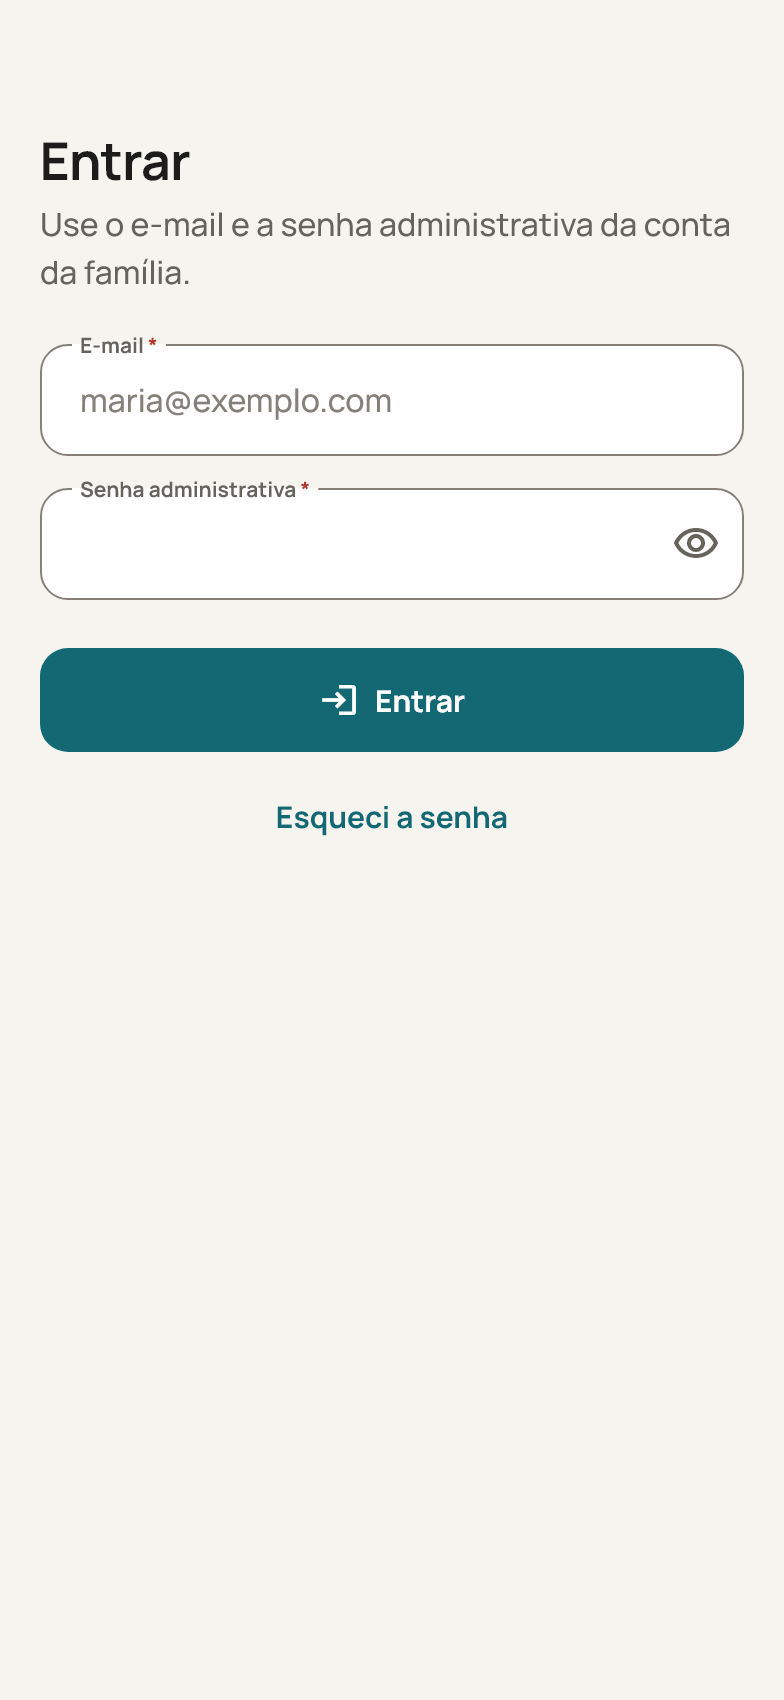 Entrar
Use o e-mail e a senha administrativa da conta
da família.
E-mail *
maria@exemplo.com
Senha administrativa *
Entrar
Esqueci a senha